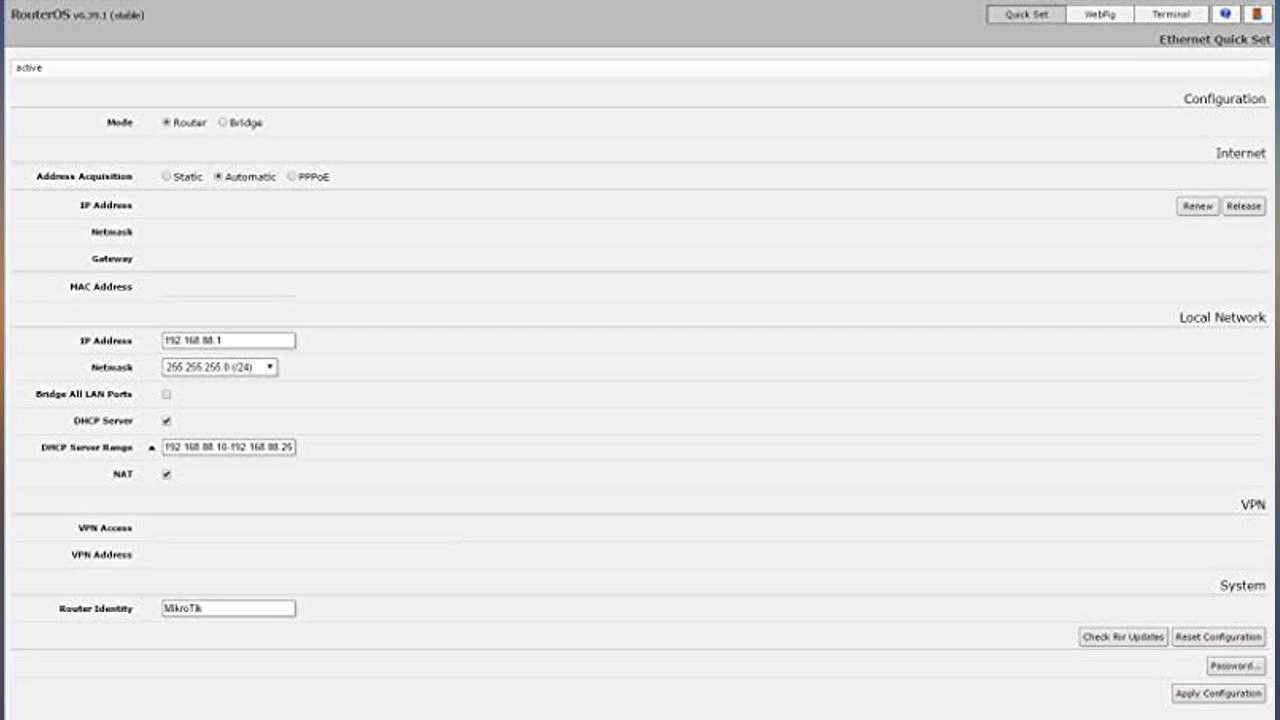 RouterOS v6.39.1 (stable)
Quick Set WebFig Terminal
Ethernet Quick Set
active
Configuration
Mode Router Bridge
Internet
Address Acquisition Static Automatic PPPoE
IP Address Renew Release
Netmask
Gateway
MAC Address
Local Network
IP Address 192.168.88.1
Netmask 255.255.255.0 (/24)
Bridge All LAN Ports
DHCP Server
DHCP Server Range 192.168.88.10-192.168.88.25
NAT
VPN
VPN Access
VPN Address
System
Router Identity MikroTik
Check For Updates Reset Configuration
Password...
Apply Configuration